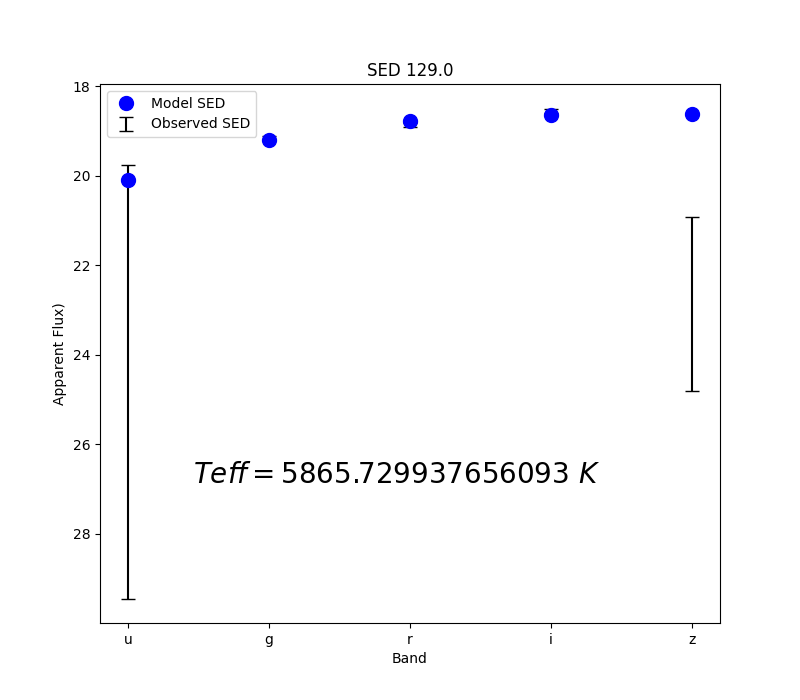 SED 129.0
Model SED
Observed SED
18
20
22
24
26
28
Apparent Flux)
Teff = 5865.729937656093 K
u g r i z
Band